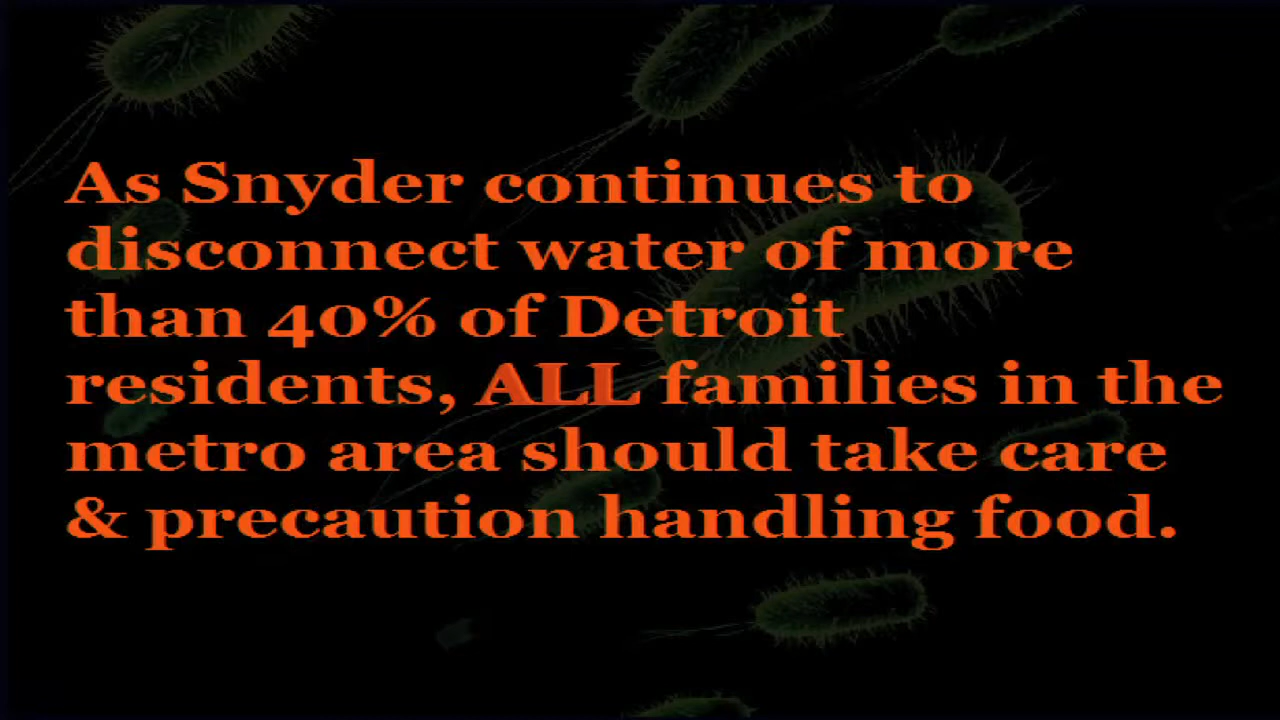 As Snyder continues to
disconnect water of more
than 40% of Detroit
residents, ALL families in the
metro area should take care
& precaution handling food.